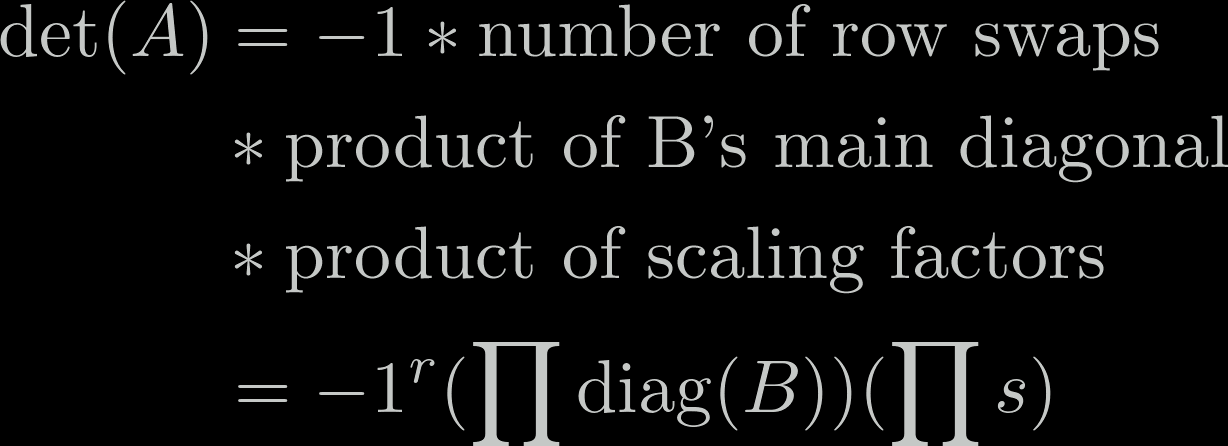 det(A) = −1 ∗ number of row swaps
∗ product of B’s main diagonal
∗ product of scaling factors
= −1^r (∏ diag(B))(∏ s)